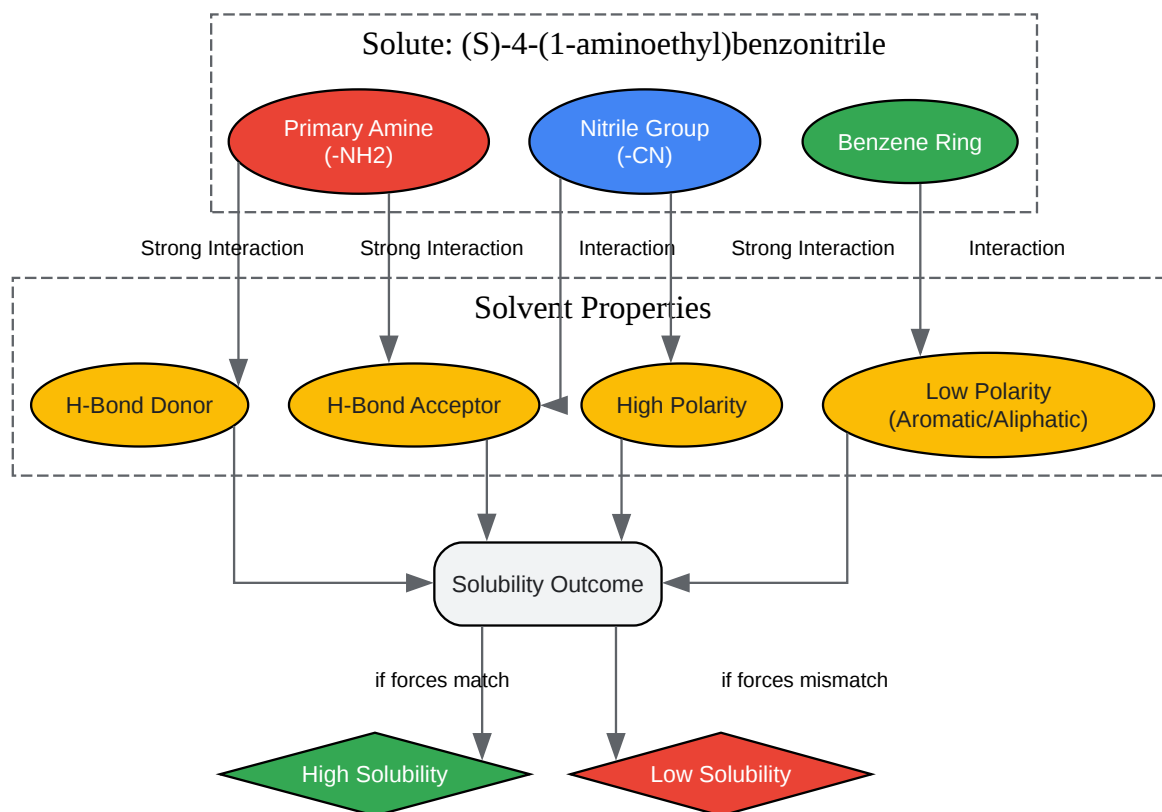 Solute: (S)-4-(1-aminoethyl)benzonitrile
Primary Amine
(-NH2)
Nitrile Group
(-CN)
Benzene Ring
Strong Interaction
Strong Interaction
Interaction
Strong Interaction
Interaction
Solvent Properties
H-Bond Donor
H-Bond Acceptor
High Polarity
Low Polarity
(Aromatic/Aliphatic)
Solubility Outcome
if forces match
if forces mismatch
High Solubility
Low Solubility